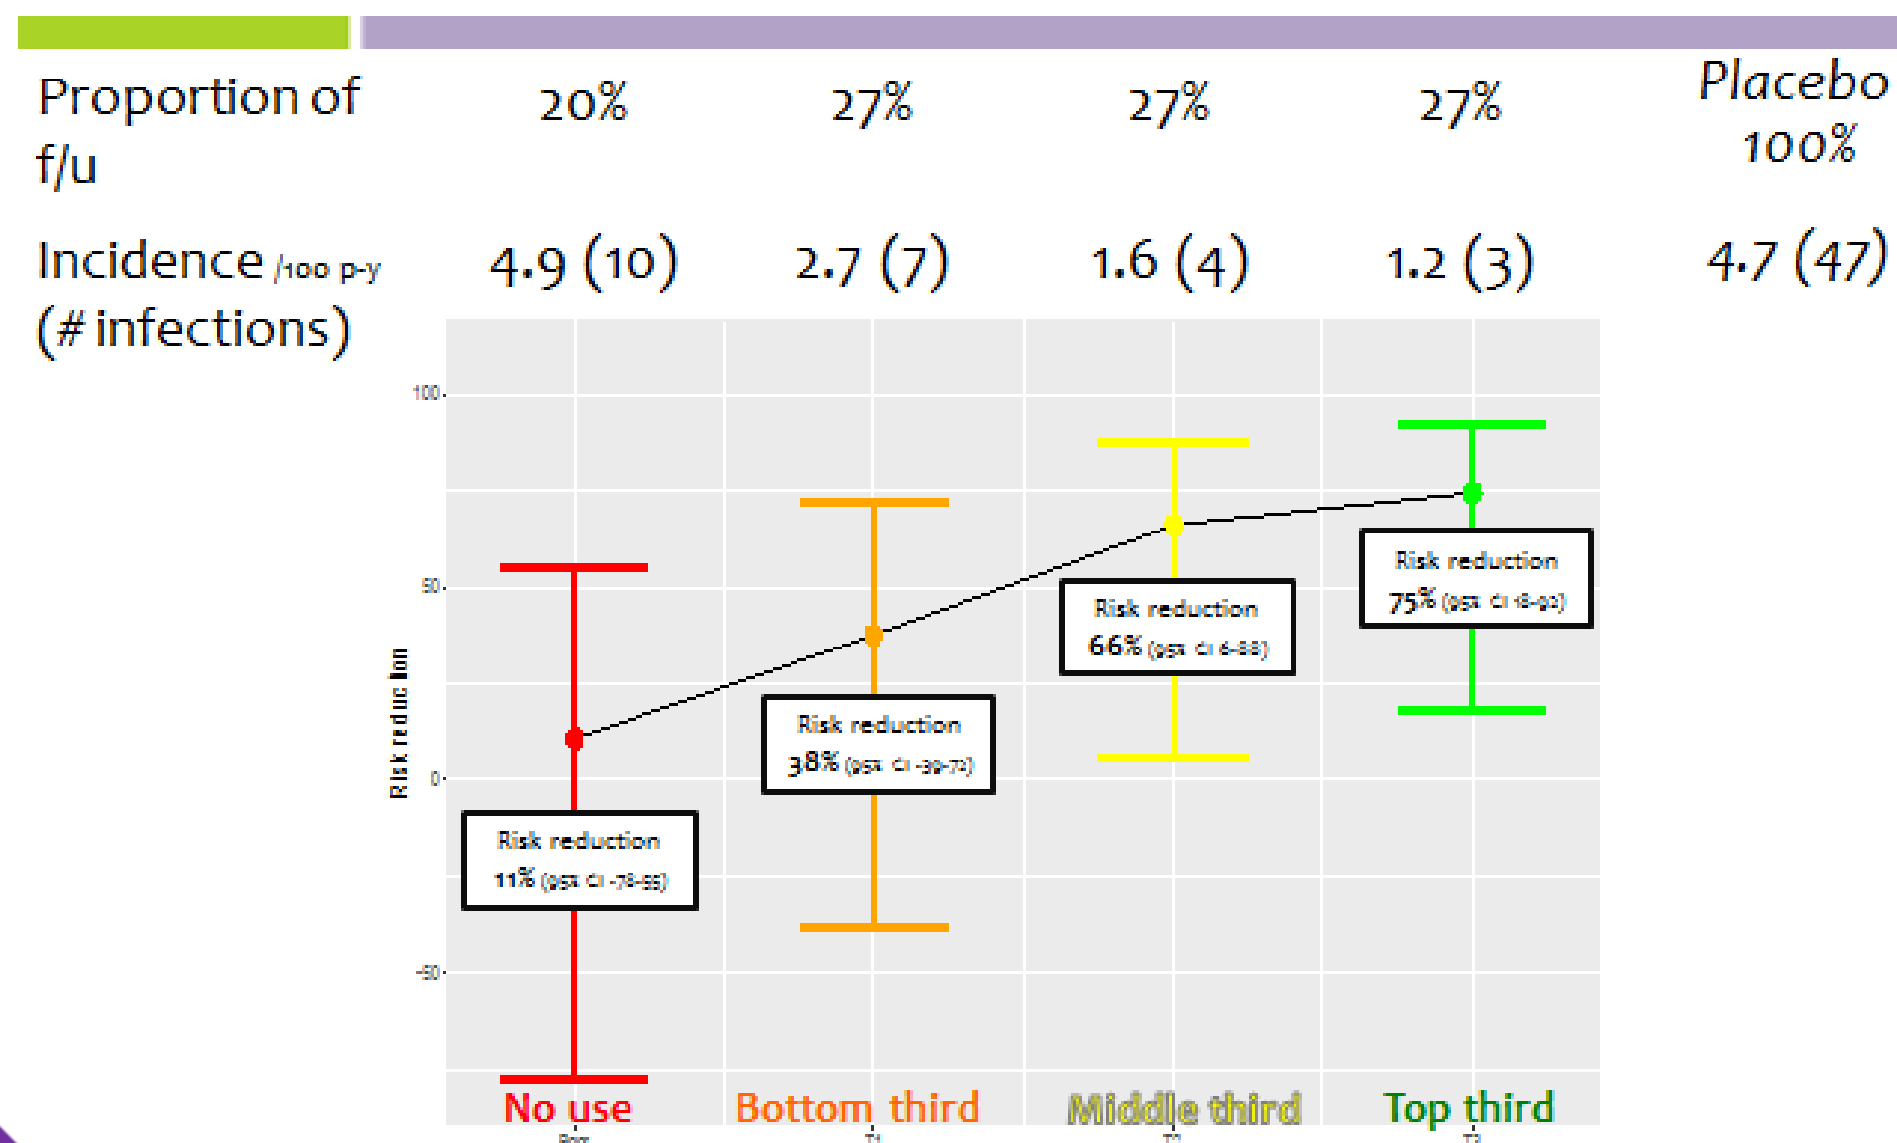 Proportion of f/u
20%
27%
27%
27%
Placebo 100%
Incidence /100 p-y (# infections)
4.9 (10)
2.7 (7)
1.6 (4)
1.2 (3)
4.7 (47)
100
50
0
-50
Risk reduction
Risk reduction
11% (95% CI -78-55)
Risk reduction
38% (95% CI -39-72)
Risk reduction
66% (95% CI 6-88)
Risk reduction
75% (95% CI 18-92)
No use
Bottom third
Middle third
Top third